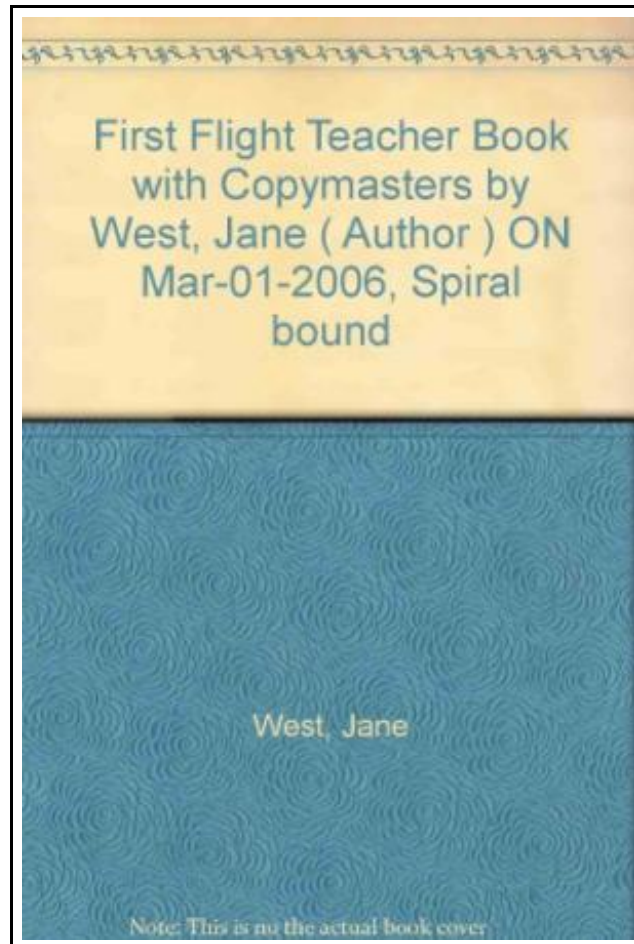 First Flight Teacher Book
with Copymasters by
West, Jane ( Author ) ON
Mar-01-2006, Spiral
bound
West, Jane
Note: This is no the actual book cover